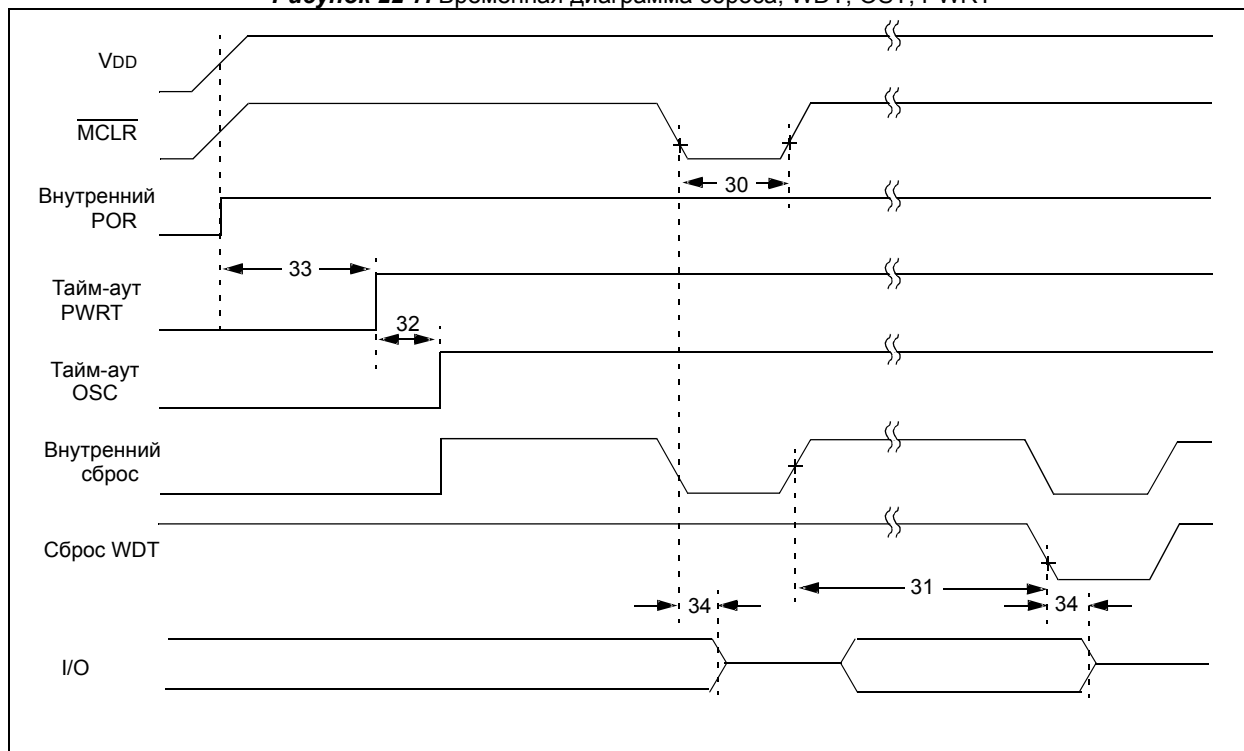 Рисунок 22-7. Временная диаграмма сброса, WDT, OST, PWRT
VDD
MCLR
30
Внутренний
POR
33
Тайм-аут
PWRT
32
Тайм-аут
OSC
Внутренний
сброс
Сброс WDT
31
34
34
I/O